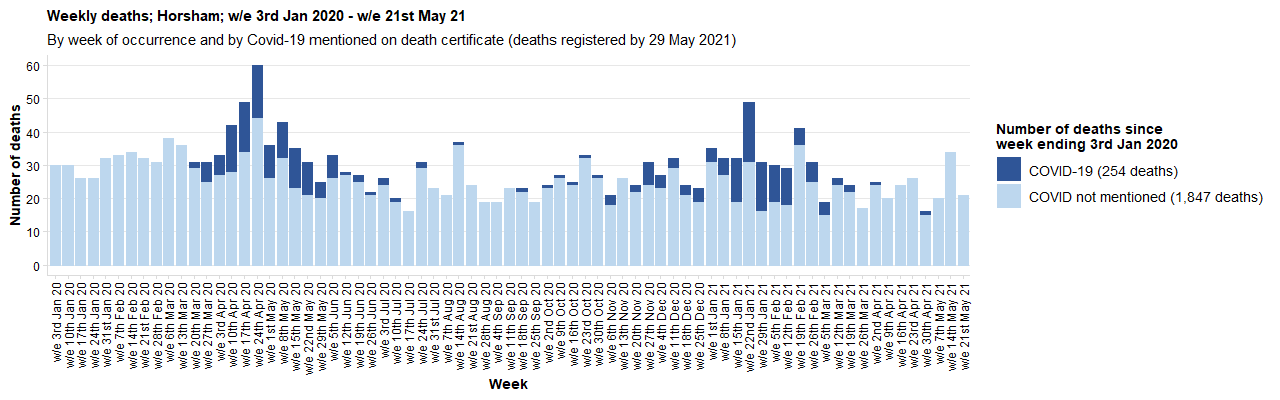 Weekly deaths; Horsham; w/e 3rd Jan 2020 - w/e 21st May 21
By week of occurrence and by Covid-19 mentioned on death certificate (deaths registered by 29 May 2021)
Number of deaths
60
50
40
30
20
10
0
w/e 3rd Jan 20
w/e 10th Jan 20
w/e 17th Jan 20
w/e 24th Jan 20
w/e 31st Jan 20
w/e 7th Feb 20
w/e 14th Feb 20
w/e 21st Feb 20
w/e 28th Feb 20
w/e 6th Mar 20
w/e 13th Mar 20
w/e 20th Mar 20
w/e 27th Mar 20
w/e 3rd Apr 20
w/e 10th Apr 20
w/e 17th Apr 20
w/e 24th Apr 20
w/e 1st May 20
w/e 8th May 20
w/e 15th May 20
w/e 22nd May 20
w/e 29th May 20
w/e 5th Jun 20
w/e 12th Jun 20
w/e 19th Jun 20
w/e 26th Jun 20
w/e 3rd Jul 20
w/e 10th Jul 20
w/e 17th Jul 20
w/e 24th Jul 20
w/e 31st Jul 20
w/e 7th Aug 20
w/e 14th Aug 20
w/e 21st Aug 20
w/e 28th Aug 20
w/e 4th Sep 20
w/e 11th Sep 20
w/e 18th Sep 20
w/e 25th Sep 20
w/e 2nd Oct 20
w/e 9th Oct 20
w/e 16th Oct 20
w/e 23rd Oct 20
w/e 30th Oct 20
w/e 6th Nov 20
w/e 13th Nov 20
w/e 20th Nov 20
w/e 27th Nov 20
w/e 4th Dec 20
w/e 11th Dec 20
w/e 18th Dec 20
w/e 25th Dec 20
w/e 1st Jan 21
w/e 8th Jan 21
w/e 15th Jan 21
w/e 22nd Jan 21
w/e 29th Jan 21
w/e 5th Feb 21
w/e 12th Feb 21
w/e 19th Feb 21
w/e 26th Feb 21
w/e 5th Mar 21
w/e 12th Mar 21
w/e 19th Mar 21
w/e 26th Mar 21
w/e 2nd Apr 21
w/e 9th Apr 21
w/e 16th Apr 21
w/e 23rd Apr 21
w/e 30th Apr 21
w/e 7th May 21
w/e 14th May 21
w/e 21st May 21
Week
Number of deaths since
week ending 3rd Jan 2020
COVID-19 (254 deaths)
COVID not mentioned (1,847 deaths)